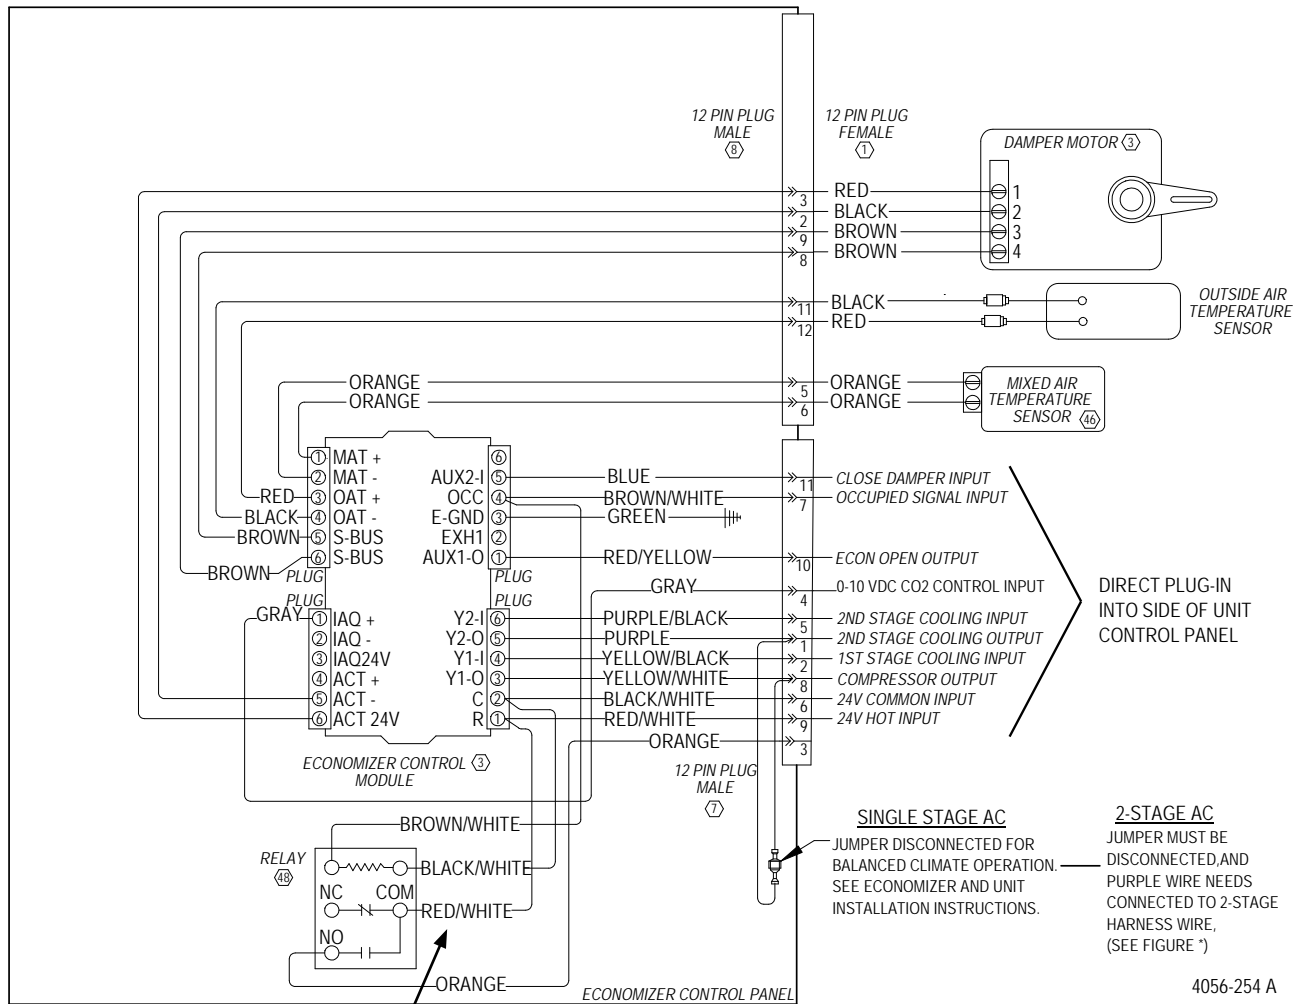 12 PIN PLUG
MALE
8
12 PIN PLUG
FEMALE
1
DAMPER MOTOR 3
3
RED
1
2
BLACK
2
9
BROWN
3
8
BROWN
4
11
BLACK
12
RED
OUTSIDE AIR
TEMPERATURE
SENSOR
ORANGE
5
ORANGE
ORANGE
6
ORANGE
MIXED AIR
TEMPERATURE
SENSOR 46
1 MAT +
2 MAT -
RED 3 OAT +
BLACK 4 OAT -
BROWN 5 S-BUS
BROWN 6 S-BUS
PLUG
6
AUX2-I 5 BLUE 11 CLOSE DAMPER INPUT
OCC 4 BROWN/WHITE 7 OCCUPIED SIGNAL INPUT
E-GND 3 GREEN
EXH1 2
AUX1-O 1 RED/YELLOW 10 ECON OPEN OUTPUT
PLUG
GRAY 4 0-10 VDC CO2 CONTROL INPUT
PLUG
GRAY 1 IAQ +
2 IAQ -
3 IAQ24V
4 ACT +
5 ACT -
6 ACT 24V
PLUG
Y2-I 6 PURPLE/BLACK 5 2ND STAGE COOLING INPUT
Y2-O 5 PURPLE 1 2ND STAGE COOLING OUTPUT
Y1-I 4 YELLOW/BLACK 2 1ST STAGE COOLING INPUT
Y1-O 3 YELLOW/WHITE 8 COMPRESSOR OUTPUT
C 2 BLACK/WHITE 6 24V COMMON INPUT
R 1 RED/WHITE 9 24V HOT INPUT
ORANGE 3
DIRECT PLUG-IN
INTO SIDE OF UNIT
CONTROL PANEL
ECONOMIZER CONTROL 3
MODULE
12 PIN PLUG
MALE
7
BROWN/WHITE
RELAY
48
BLACK/WHITE
NC COM
RED/WHITE
NO
ORANGE
ECONOMIZER CONTROL PANEL
SINGLE STAGE AC
JUMPER DISCONNECTED FOR
BALANCED CLIMATE OPERATION.
SEE ECONOMIZER AND UNIT
INSTALLATION INSTRUCTIONS.
2-STAGE AC
JUMPER MUST BE
DISCONNECTED,AND
PURPLE WIRE NEEDS
CONNECTED TO 2-STAGE
HARNESS WIRE,
(SEE FIGURE *)
4056-254 A